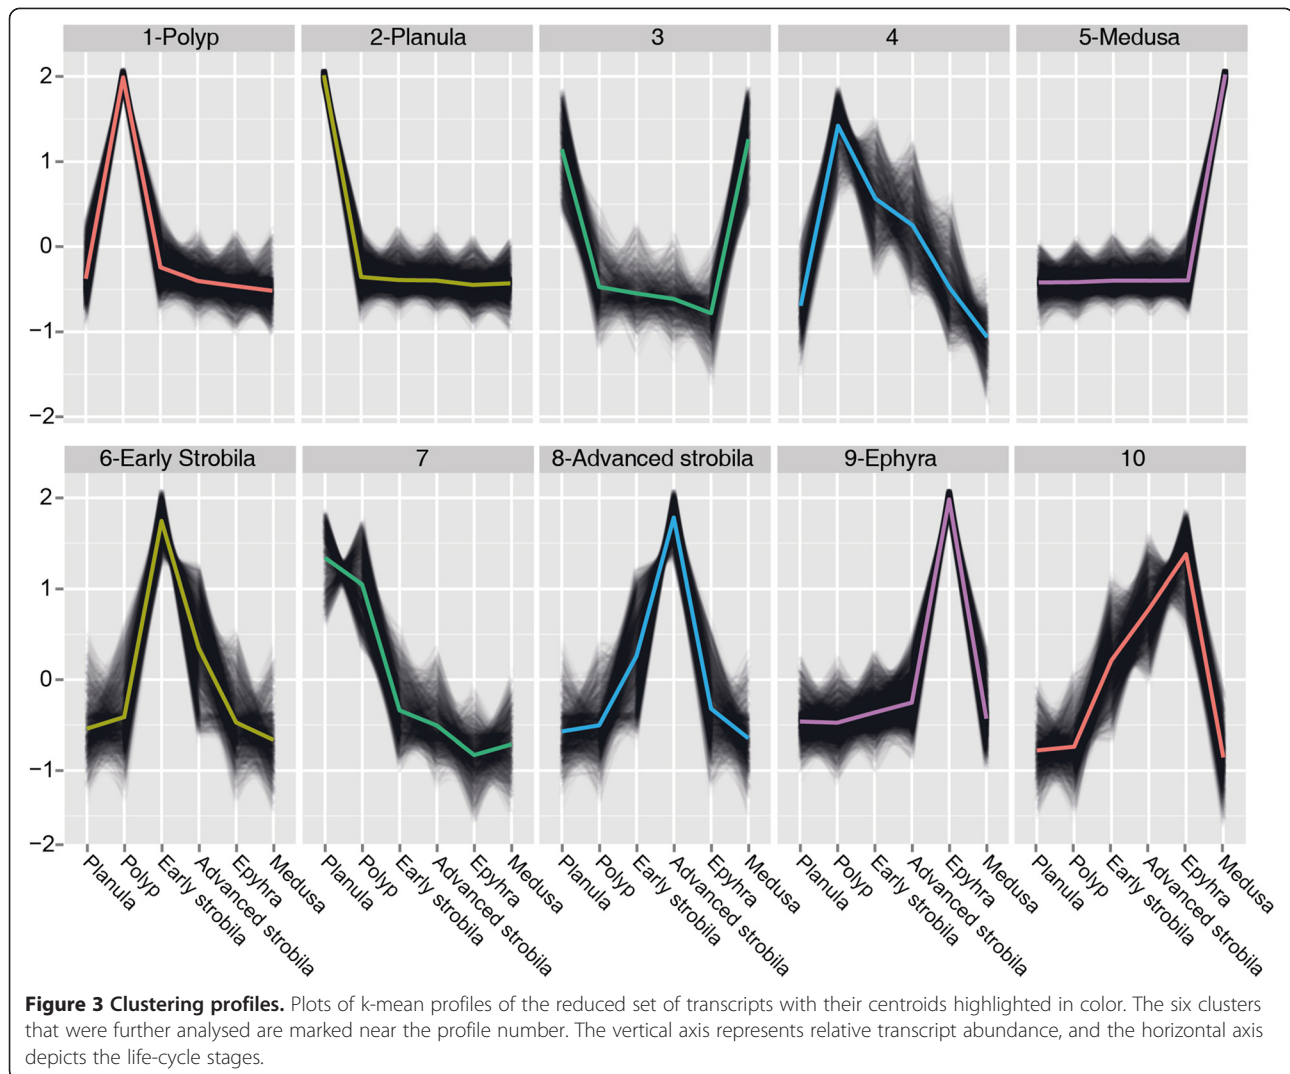 1-Polyp 2-Planula 3 4 5-Medusa
2
1
0
−1
−2
6-Early Strobila 7 8-Advanced strobila 9-Ephyra 10
2
1
0
−1
−2
Planula Polyp Early strobila Advanced strobila Epyhra Medusa Planula Polyp Early strobila Advanced strobila Epyhra Medusa Planula Polyp Early strobila Advanced strobila Epyhra Medusa Planula Polyp Early strobila Advanced strobila Epyhra Medusa Planula Polyp Early strobila Advanced strobila Epyhra Medusa
Figure 3 Clustering profiles. Plots of k-mean profiles of the reduced set of transcripts with their centroids highlighted in color. The six clusters
that were further analysed are marked near the profile number. The vertical axis represents relative transcript abundance, and the horizontal axis
depicts the life-cycle stages.